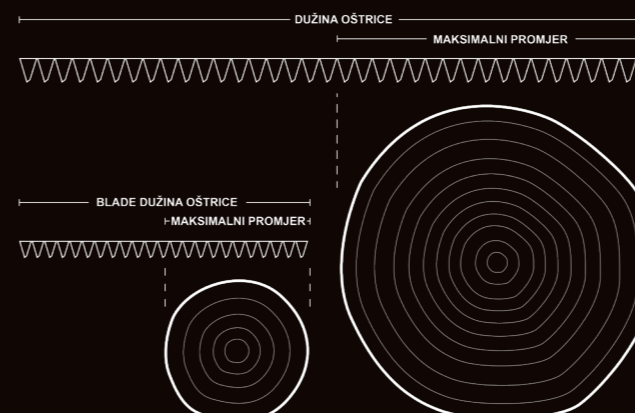 DUŽINA OŠTRICE
MAKSIMALNI PROMJER
BLADE DUŽINA OŠTRICE
MAKSIMALNI PROMJER